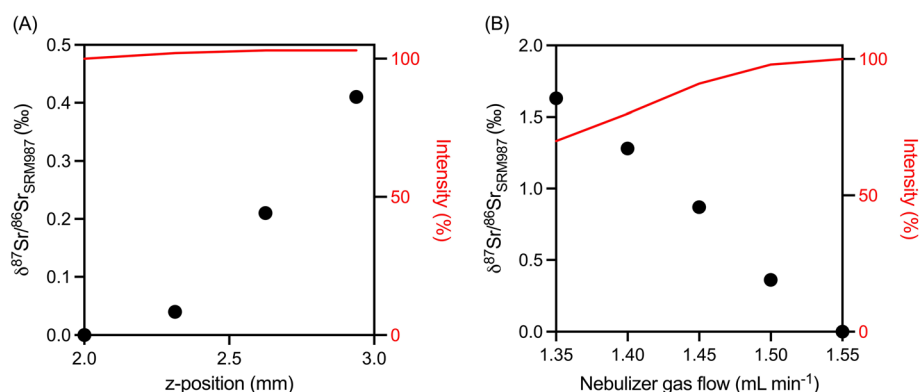 (A)
0.5
0.4
0.3
0.2
0.1
0.0
δ⁸⁷Sr/⁸⁶Sr_SRM987 (‰)
100
50
0
Intensity (%)
2.0 2.5 3.0
z-position (mm)
(B)
2.0
1.5
1.0
0.5
0.0
δ⁸⁷Sr/⁸⁶Sr_SRM987 (‰)
100
50
0
Intensity (%)
1.35 1.40 1.45 1.50 1.55
Nebulizer gas flow (mL min⁻¹)